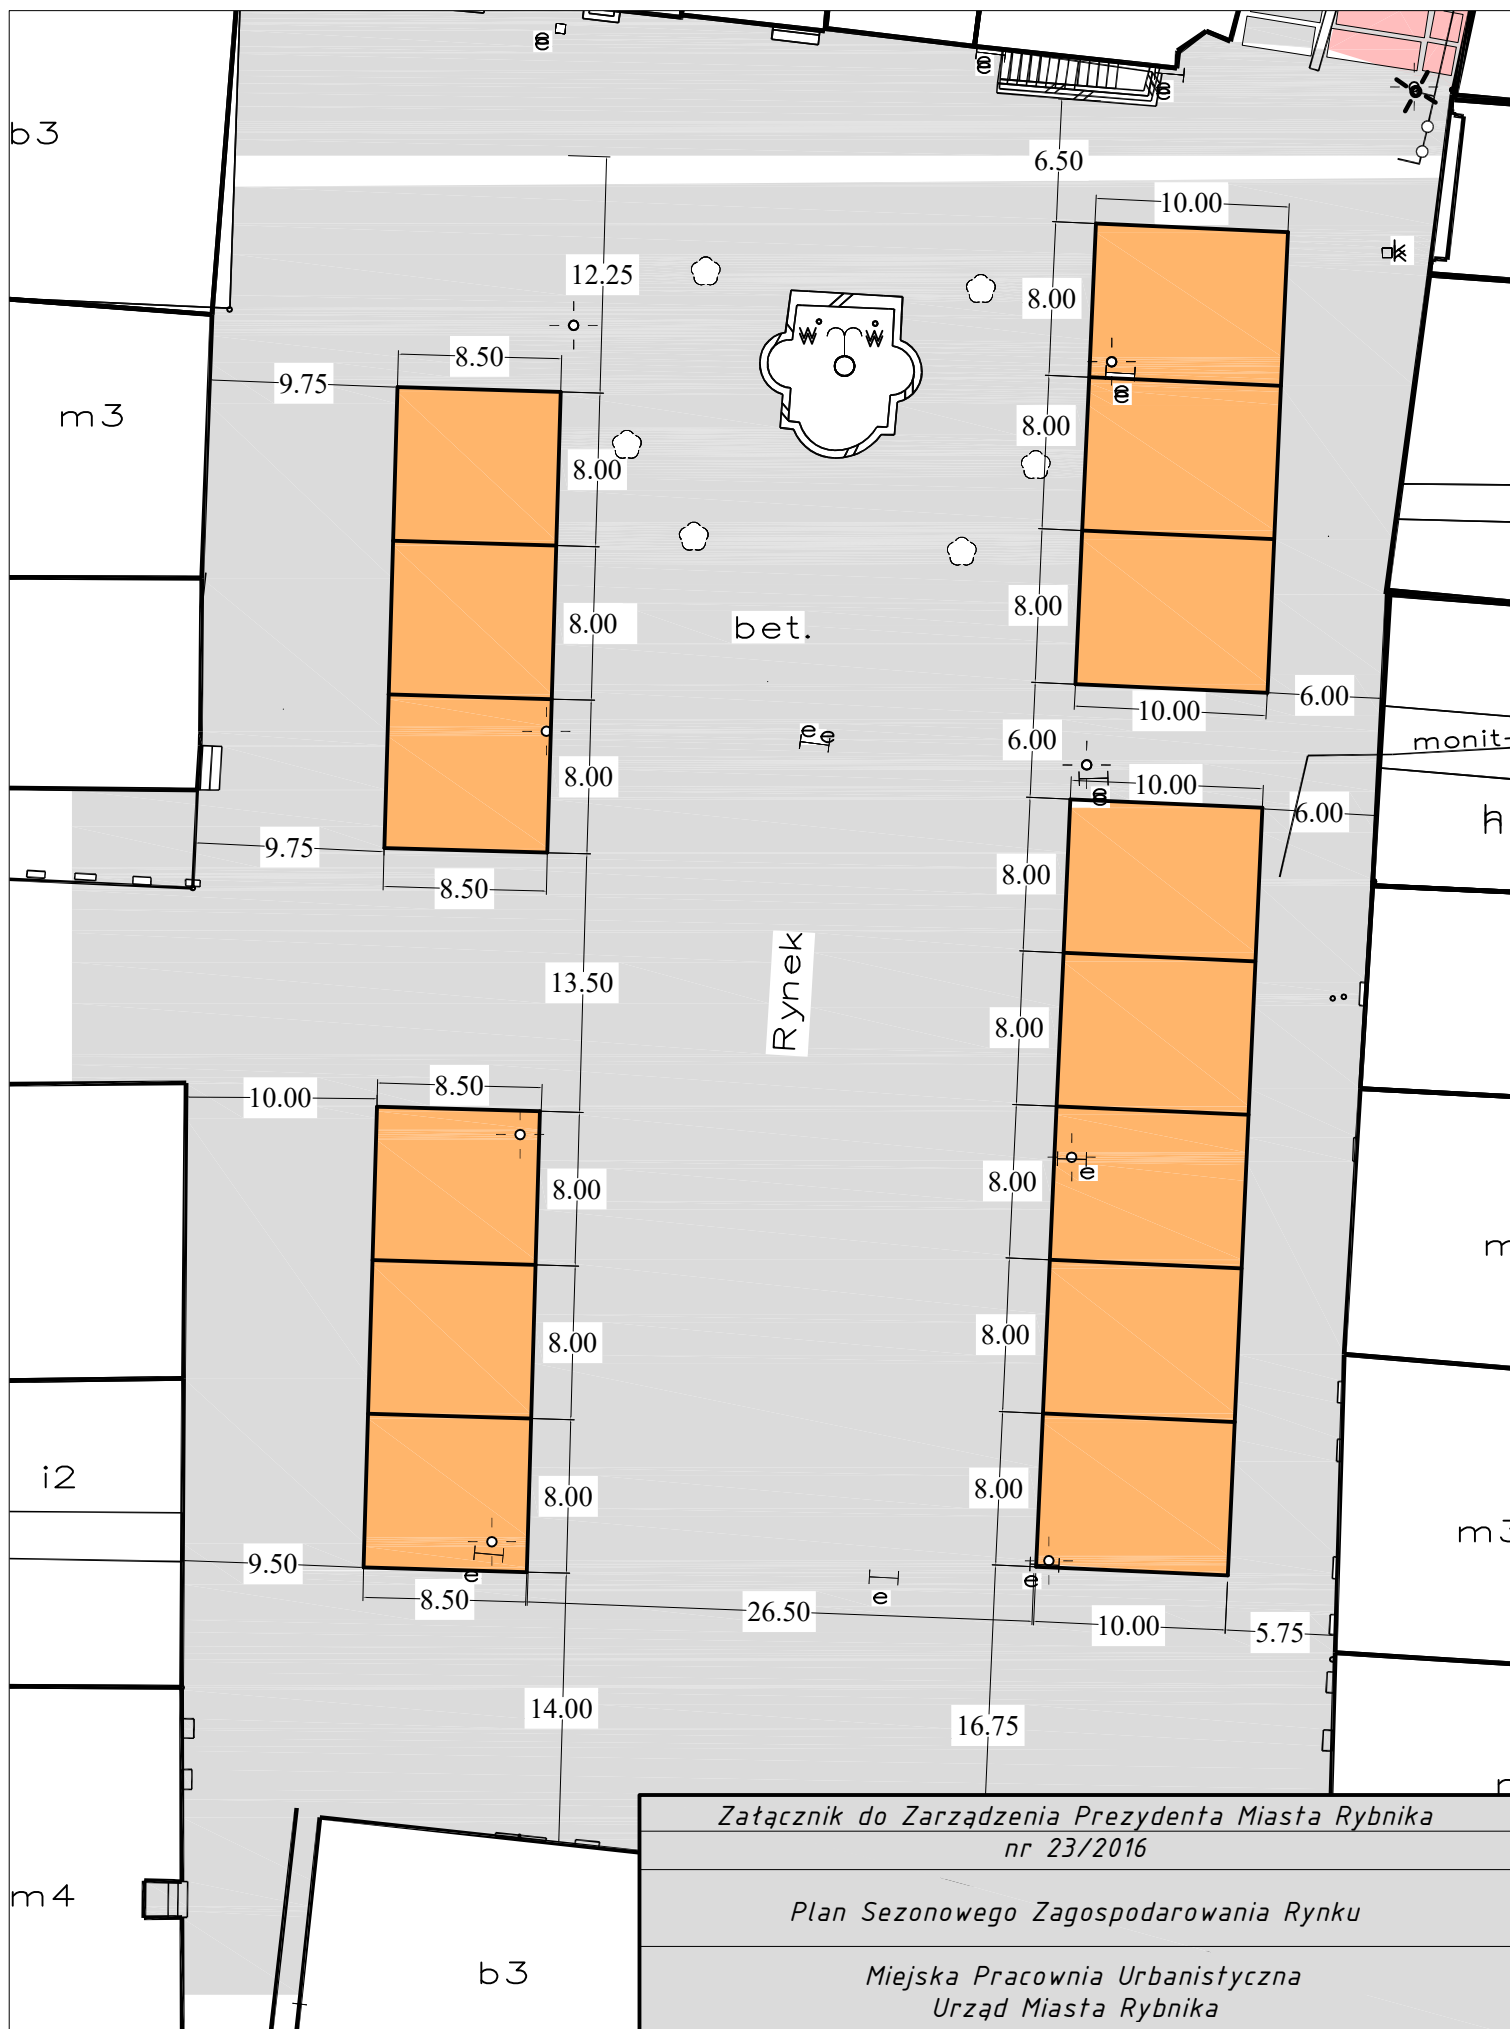 e
e
e
b3
6.50
10.00
k
12.25
8.00
W W
8.50
9.75
e
m3
8.00
8.00
8.00
8.00
bet.
6.00
10.00
e e
6.00
monit-
8.00
10.00
e
6.00
h
9.75
8.50
8.00
Rynek
13.50
8.00
8.50
10.00
e
8.00
8.00
m
8.00
8.00
i2
8.00
8.00
m3
9.50
e
e
e
8.50
26.50
10.00
5.75
14.00
16.75
Załącznik do Zarządzenia Prezydenta Miasta Rybnika
nr 23/2016
m4
Plan Sezonowego Zagospodarowania Rynku
b3
Miejska Pracownia Urbanistyczna
Urząd Miasta Rybnika